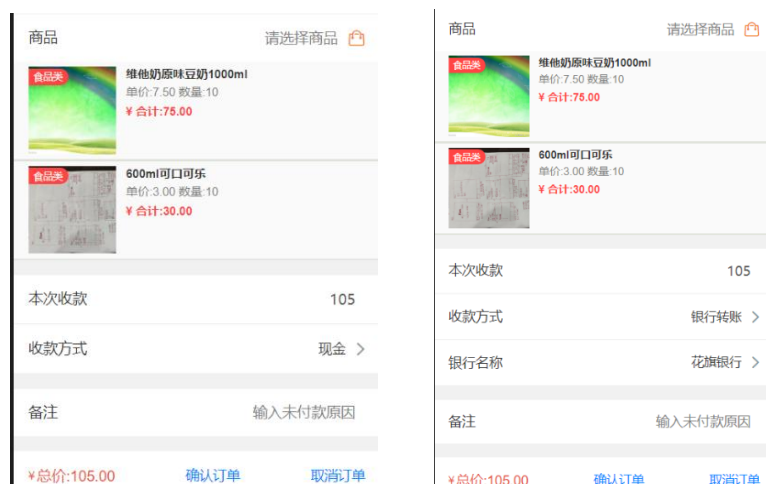 商品
请选择商品
食品类
维他奶原味豆奶1000ml
单价:7.50 数量:10
¥ 合计:75.00
食品类
600ml可口可乐
单价:3.00 数量:10
¥ 合计:30.00
本次收款
105
收款方式
现金
备注
输入未付款原因
¥总价:105.00
确认订单
取消订单
商品
请选择商品
食品类
维他奶原味豆奶1000ml
单价:7.50 数量:10
¥ 合计:75.00
食品类
600ml可口可乐
单价:3.00 数量:10
¥ 合计:30.00
本次收款
105
收款方式
银行转账
银行名称
花旗银行
备注
输入未付款原因
¥总价:105.00
确认订单
取消订单